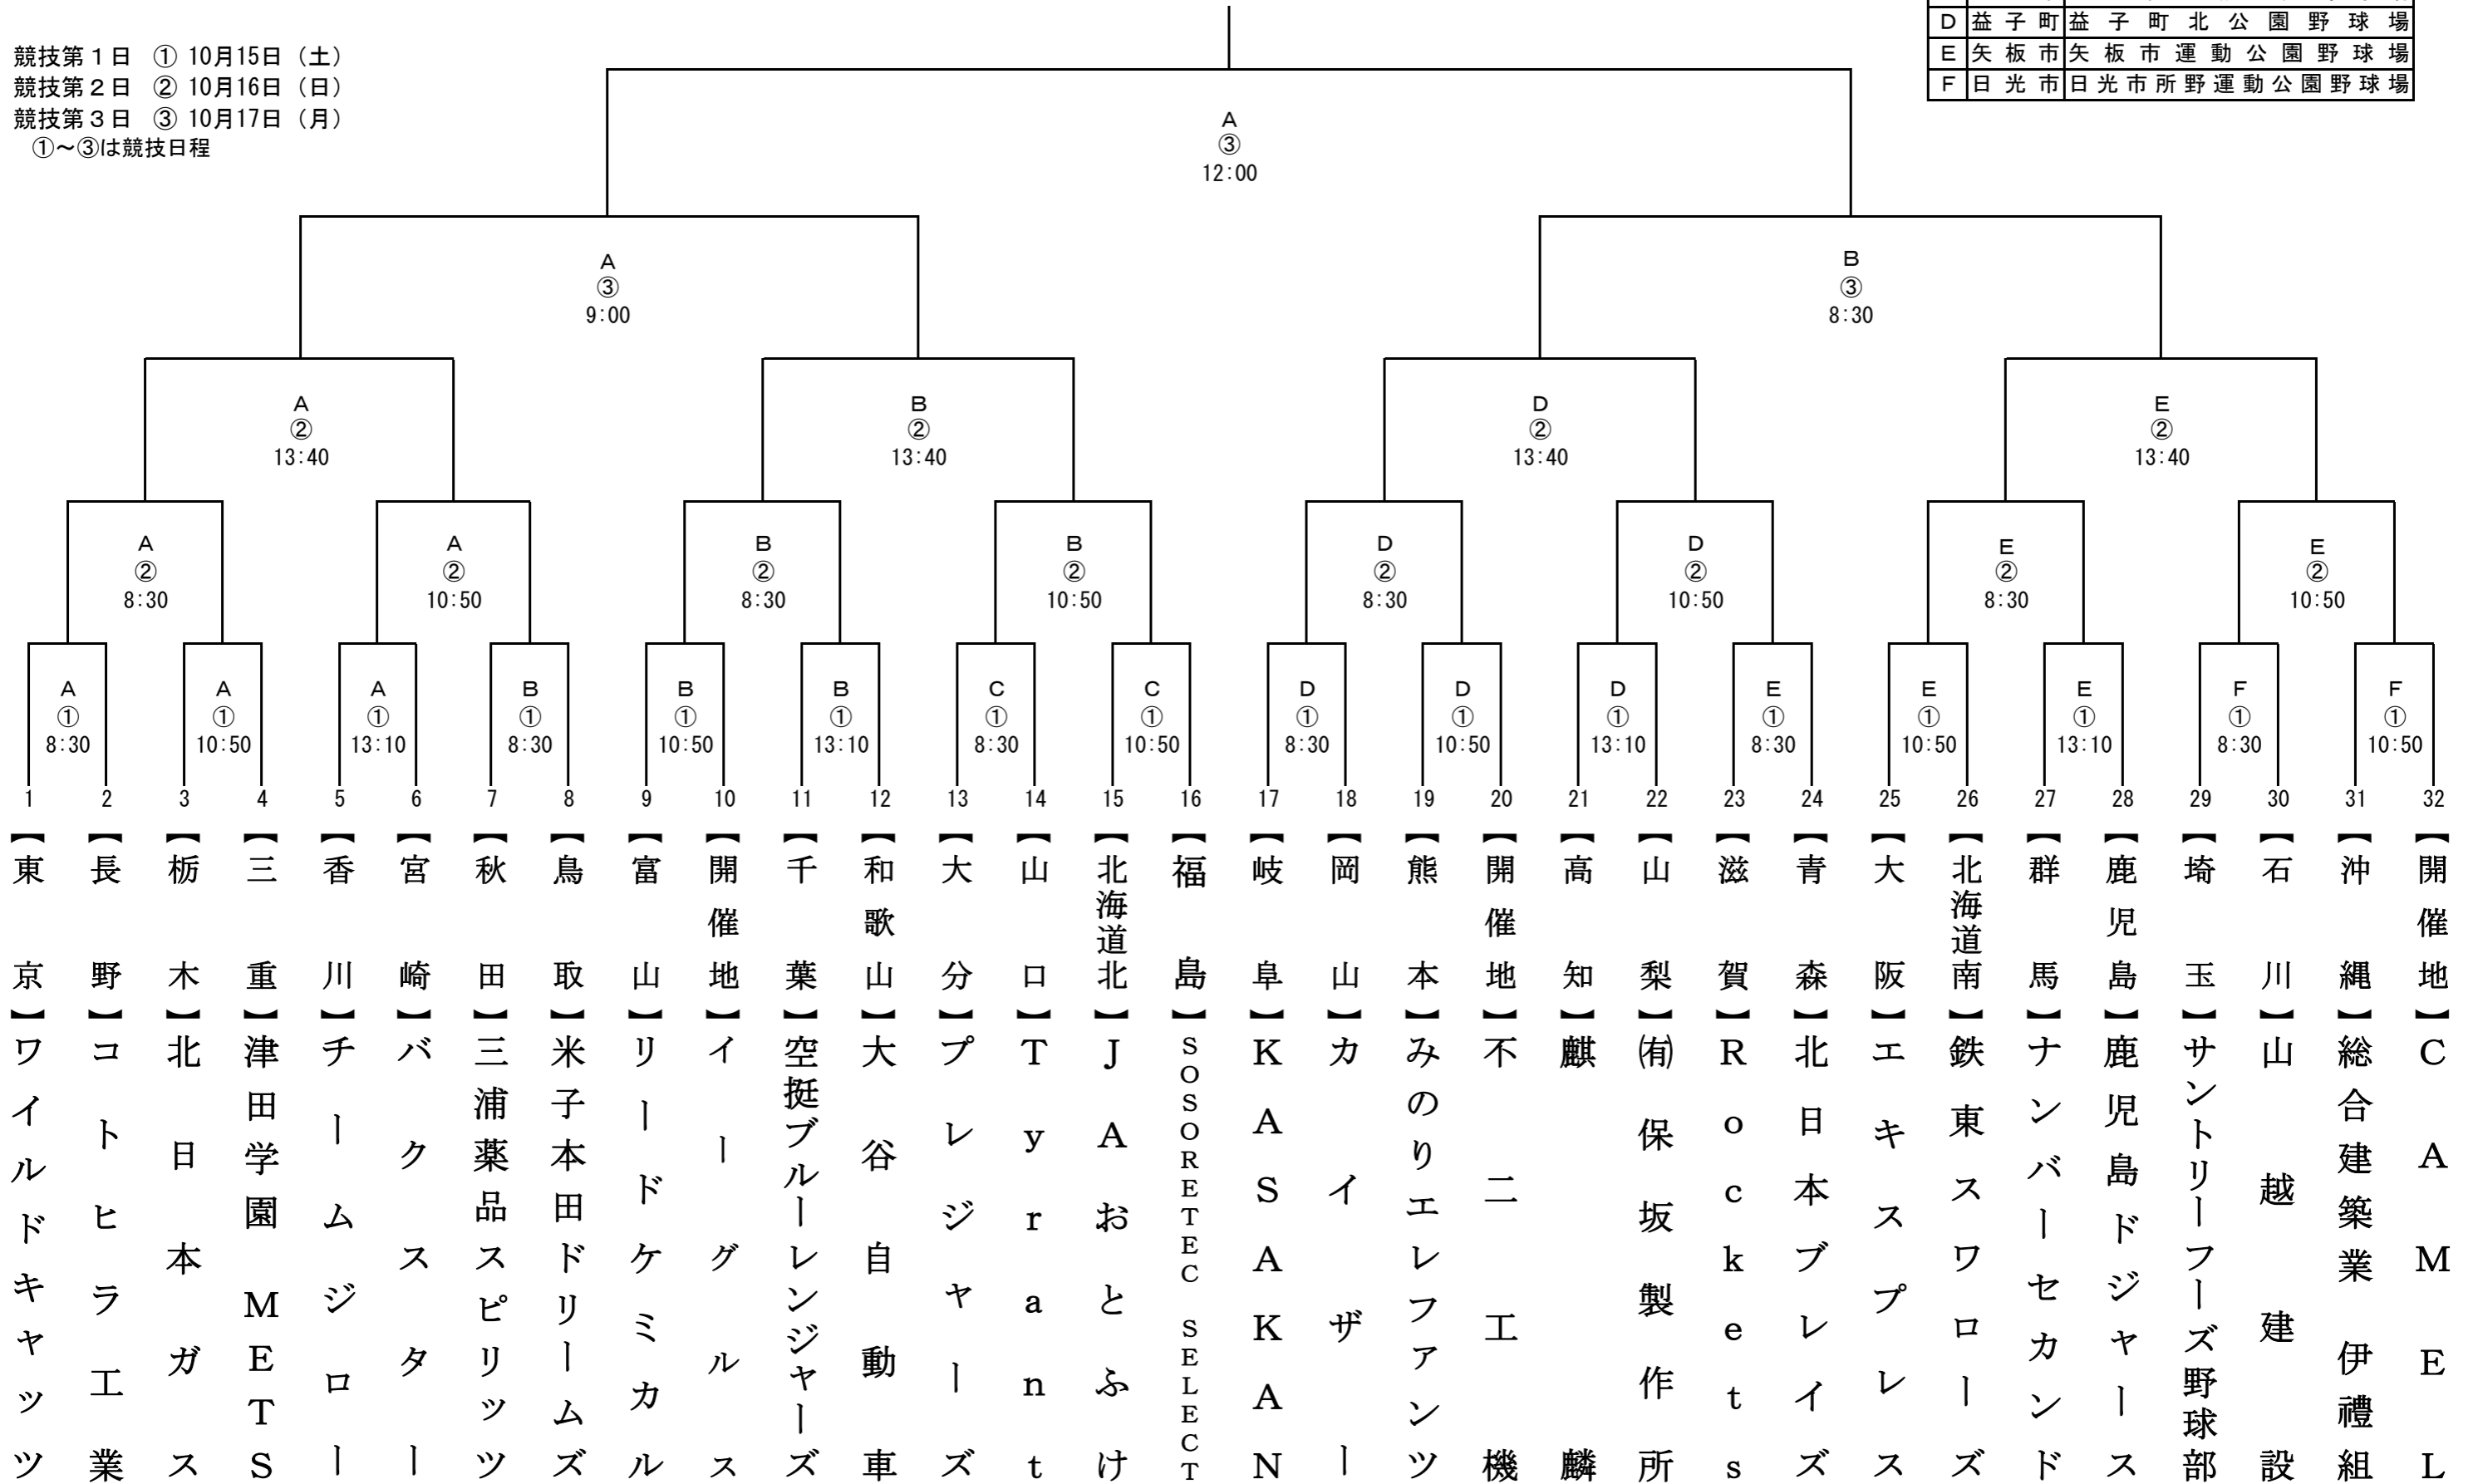 D 益子町 益子町北公園野球場
E 矢板市 矢板市運動公園野球場
F 日光市 日光市所野運動公園野球場
競技第1日 ① 10月15日（土）
競技第2日 ② 10月16日（日）
競技第3日 ③ 10月17日（月）
①～③は競技日程
A
③
12:00
A
③
9:00
B
③
8:30
A
②
13:40
B
②
13:40
D
②
13:40
E
②
13:40
A
②
8:30
A
②
10:50
B
②
8:30
B
②
10:50
D
②
8:30
D
②
10:50
E
②
8:30
E
②
10:50
A
①
8:30
A
①
10:50
A
①
13:10
B
①
8:30
B
①
10:50
B
①
13:10
C
①
8:30
C
①
10:50
D
①
8:30
D
①
10:50
D
①
13:10
E
①
8:30
E
①
10:50
E
①
13:10
F
①
8:30
F
①
10:50
1 【東京】ワイルドキャッツ
2 【長野】コトヒラ工業
3 【栃木】北日本ガス
4 【三重】津田学園 METS
5 【香川】チームジロー
6 【宮崎】バクスター
7 【秋田】三浦薬品スピリッツ
8 【鳥取】米子本田ドリームズ
9 【富山】リードケミカル
10 【開催地】イーグルス
11 【千葉】空挺ブルーレンジャーズ
12 【和歌山】大谷自動車
13 【大分】プレジャーズ
14 【山口】Tyrant
15 【北海道北】JAおとふけ
16 【福島】SOSORETEC SELECT
17 【岐阜】KASAKAN
18 【岡山】カイザー
19 【熊本】みのりエレファンツ
20 【開催地】不二工機
21 【高知】麒麟
22 【山梨】㈲保坂製作所
23 【滋賀】Rockets
24 【青森】北日本ブレイズ
25 【大阪】エキスプレス
26 【北海道南】鉄東スワローズ
27 【群馬】ナンバーセカンド
28 【鹿児島】鹿児島ドジャース
29 【埼玉】サントリーフーズ野球部
30 【石川】山越建設
31 【沖縄】総合建築業 伊禮組
32 【開催地】CAMEL